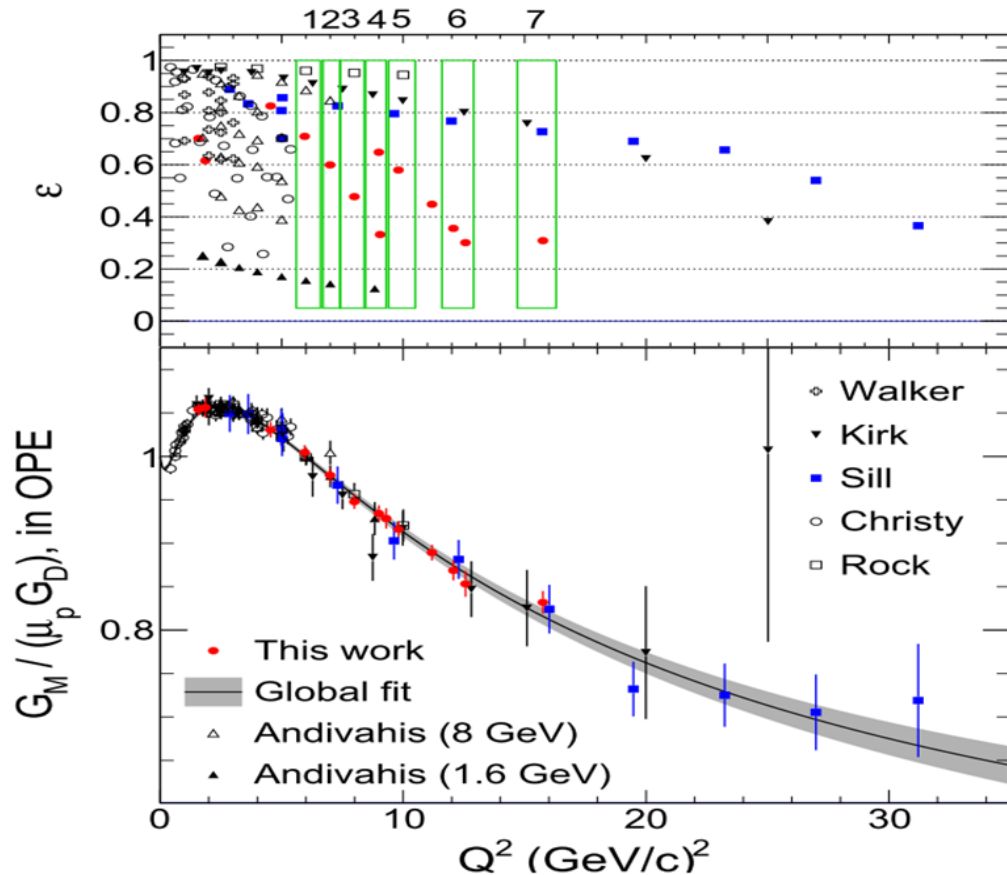 1 2 3 4 5 6 7
1
0.8
0.6
0.4
0.2
0
ε
1
0.8
G_M / (μ_p G_D), in OPE
Walker
Kirk
Sill
Christy
Rock
This work
Global fit
Andivahis (8 GeV)
Andivahis (1.6 GeV)
0 10 20 30
Q² (GeV/c)²